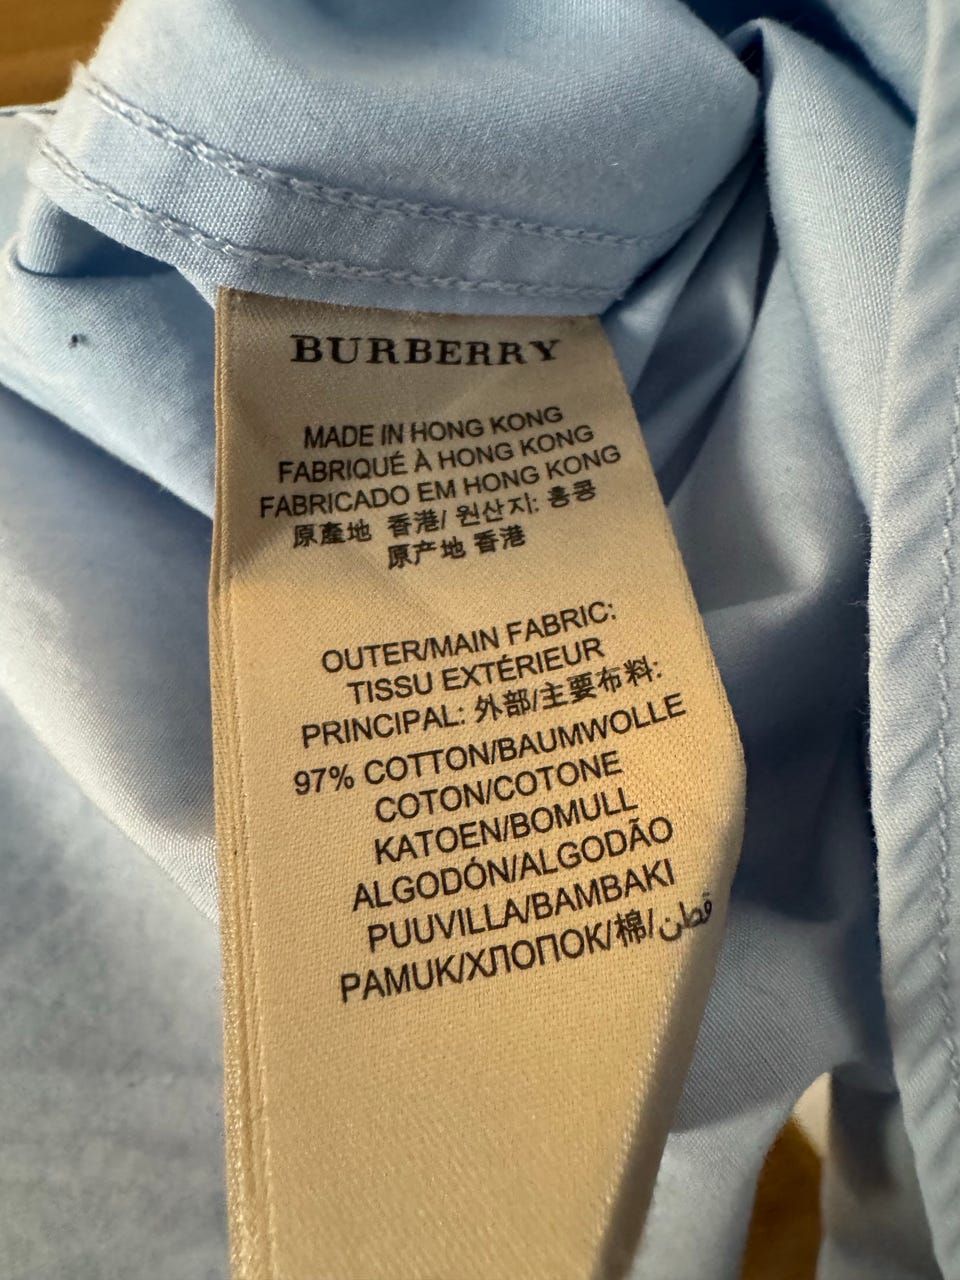 BURBERRY
MADE IN HONG KONG
FABRIQUÉ À HONG KONG
FABRICADO EM HONG KONG
原產地 香港/ 원산지: 홍콩
原产地 香港
OUTER/MAIN FABRIC:
TISSU EXTÉRIEUR
PRINCIPAL: 外部/主要布料:
97% COTTON/BAUMWOLLE
COTON/COTONE
KATOEN/BOMULL
ALGODÓN/ALGODÃO
PUUVILLA/BAMBAKI
PAMUK/ХЛОПОК/棉/قطن